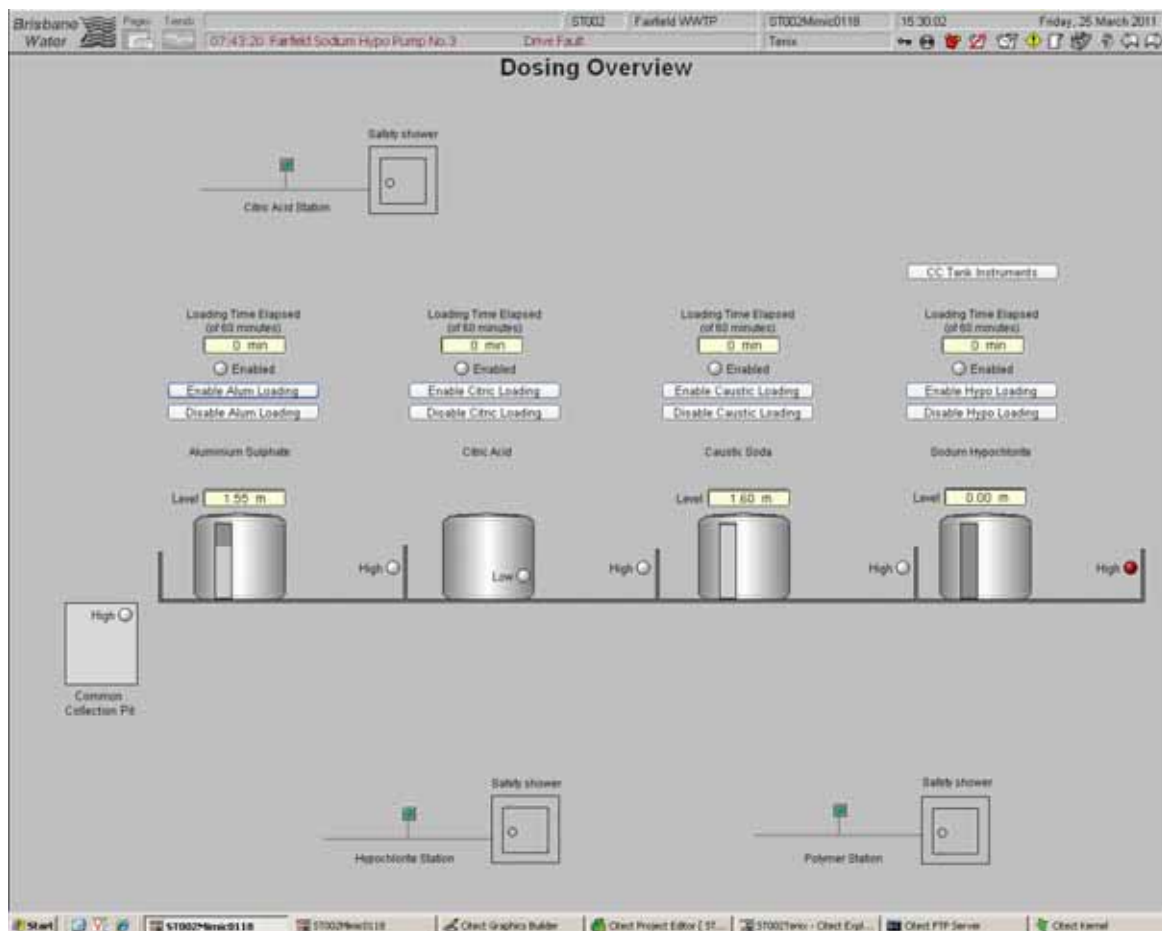 Brisbane Water
Pages Trends
ST002 Fairfield WWTP ST002Mimic0118 15:30:02 Friday, 25 March 2011
07:43:20 Fairfield Sodium Hypo Pump No.3 Drive Fault Tenix
Dosing Overview
Safety shower
Citric Acid Station
CC Tank Instruments
Loading Time Elapsed Loading Time Elapsed Loading Time Elapsed Loading Time Elapsed
(of 60 minutes) (of 60 minutes) (of 60 minutes) (of 60 minutes)
0 min 0 min 0 min 0 min
Enabled Enabled Enabled Enabled
Enable Alum Loading Enable Citric Loading Enable Caustic Loading Enable Hypo Loading
Disable Alum Loading Disable Citric Loading Disable Caustic Loading Disable Hypo Loading
Aluminium Sulphate Citric Acid Caustic Soda Sodium Hypochlorite
Level 1.55 m Level 1.60 m Level 0.00 m
High Low High High High
High
Common
Collection Pit
Safety shower Safety shower
Hypochlorite Station Polymer Station
Start ST002Mimic0118 ST002Mimic0118 Citect Graphics Builder Citect Project Editor [ ST... ST002Tenix - Citect Expl... Citect FTP Server Citect Kernel